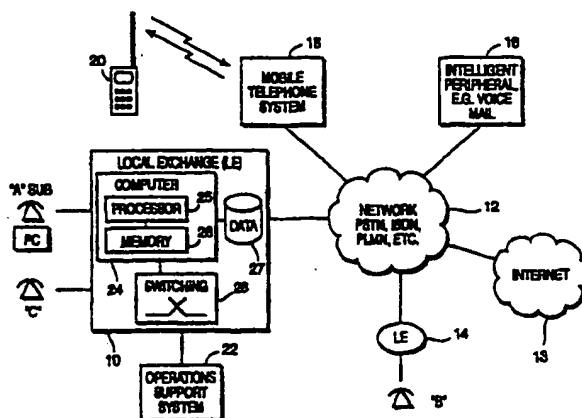 20
15
MOBILE
TELEPHONE
SYSTEM
16
INTELLIGENT
PERIPHERAL,
E.G. VOICE
MAIL
LOCAL EXCHANGE (LE)
COMPUTER
PROCESSOR
25
MEMORY
26
24
DATA
27
SWITCHING
28
10
"A" SUB
PC
"C"
OPERATIONS
SUPPORT
SYSTEM
22
NETWORK
PSTN, ISDN,
PLMN, ETC.
12
INTERNET
13
LE
14
"B"